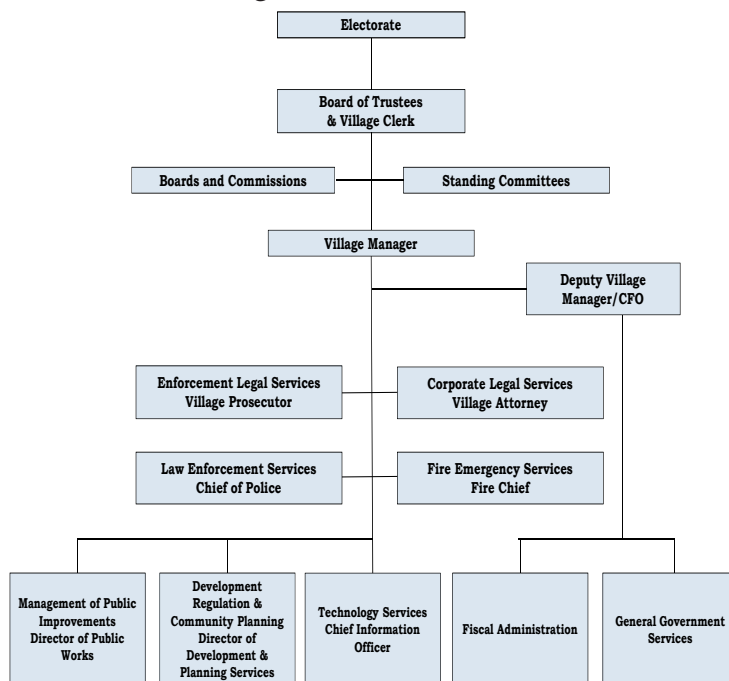 Electorate
Board of Trustees
& Village Clerk
Boards and Commissions
Standing Committees
Village Manager
Deputy Village
Manager/CFO
Enforcement Legal Services
Village Prosecutor
Corporate Legal Services
Village Attorney
Law Enforcement Services
Chief of Police
Fire Emergency Services
Fire Chief
Management of Public
Improvements
Director of Public
Works
Development
Regulation &
Community Planning
Director of
Development &
Planning Services
Technology Services
Chief Information
Officer
Fiscal Administration
General Government
Services